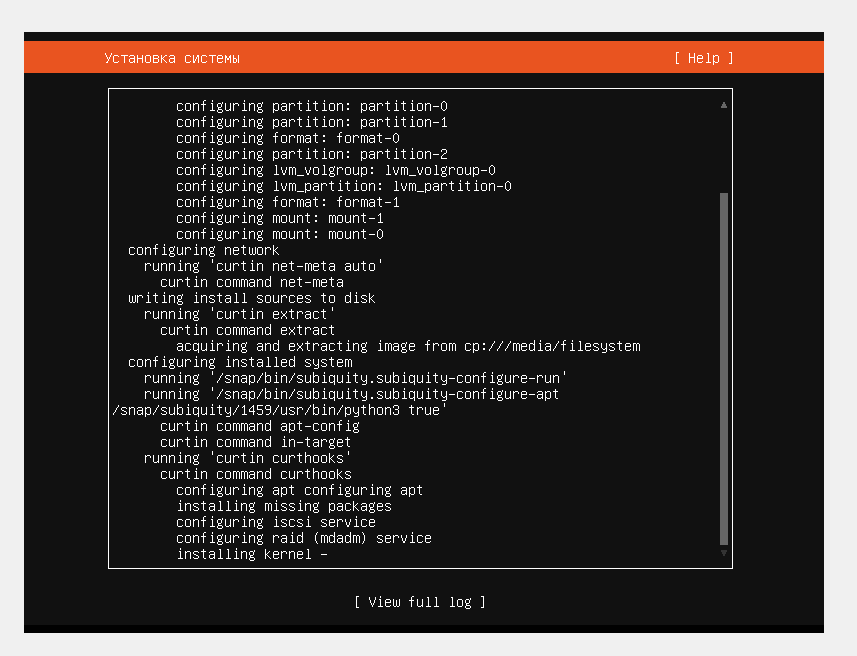 Установка системы [ Help ]
configuring partition: partition-0
configuring partition: partition-1
configuring format: format-0
configuring partition: partition-2
configuring lvm_volgroup: lvm_volgroup-0
configuring lvm_partition: lvm_partition-0
configuring format: format-1
configuring mount: mount-1
configuring mount: mount-0
configuring network
running 'curtin net-meta auto'
curtin command net-meta
writing install sources to disk
running 'curtin extract'
curtin command extract
acquiring and extracting image from cp:///media/filesystem
configuring installed system
running '/snap/bin/subiquity.subiquity-configure-run'
running '/snap/bin/subiquity.subiquity-configure-apt
/snap/subiquity/1459/usr/bin/python3 true'
curtin command apt-config
curtin command in-target
running 'curtin curthooks'
curtin command curthooks
configuring apt configuring apt
installing missing packages
configuring iscsi service
configuring raid (mdadm) service
installing kernel -
[ View full log ]